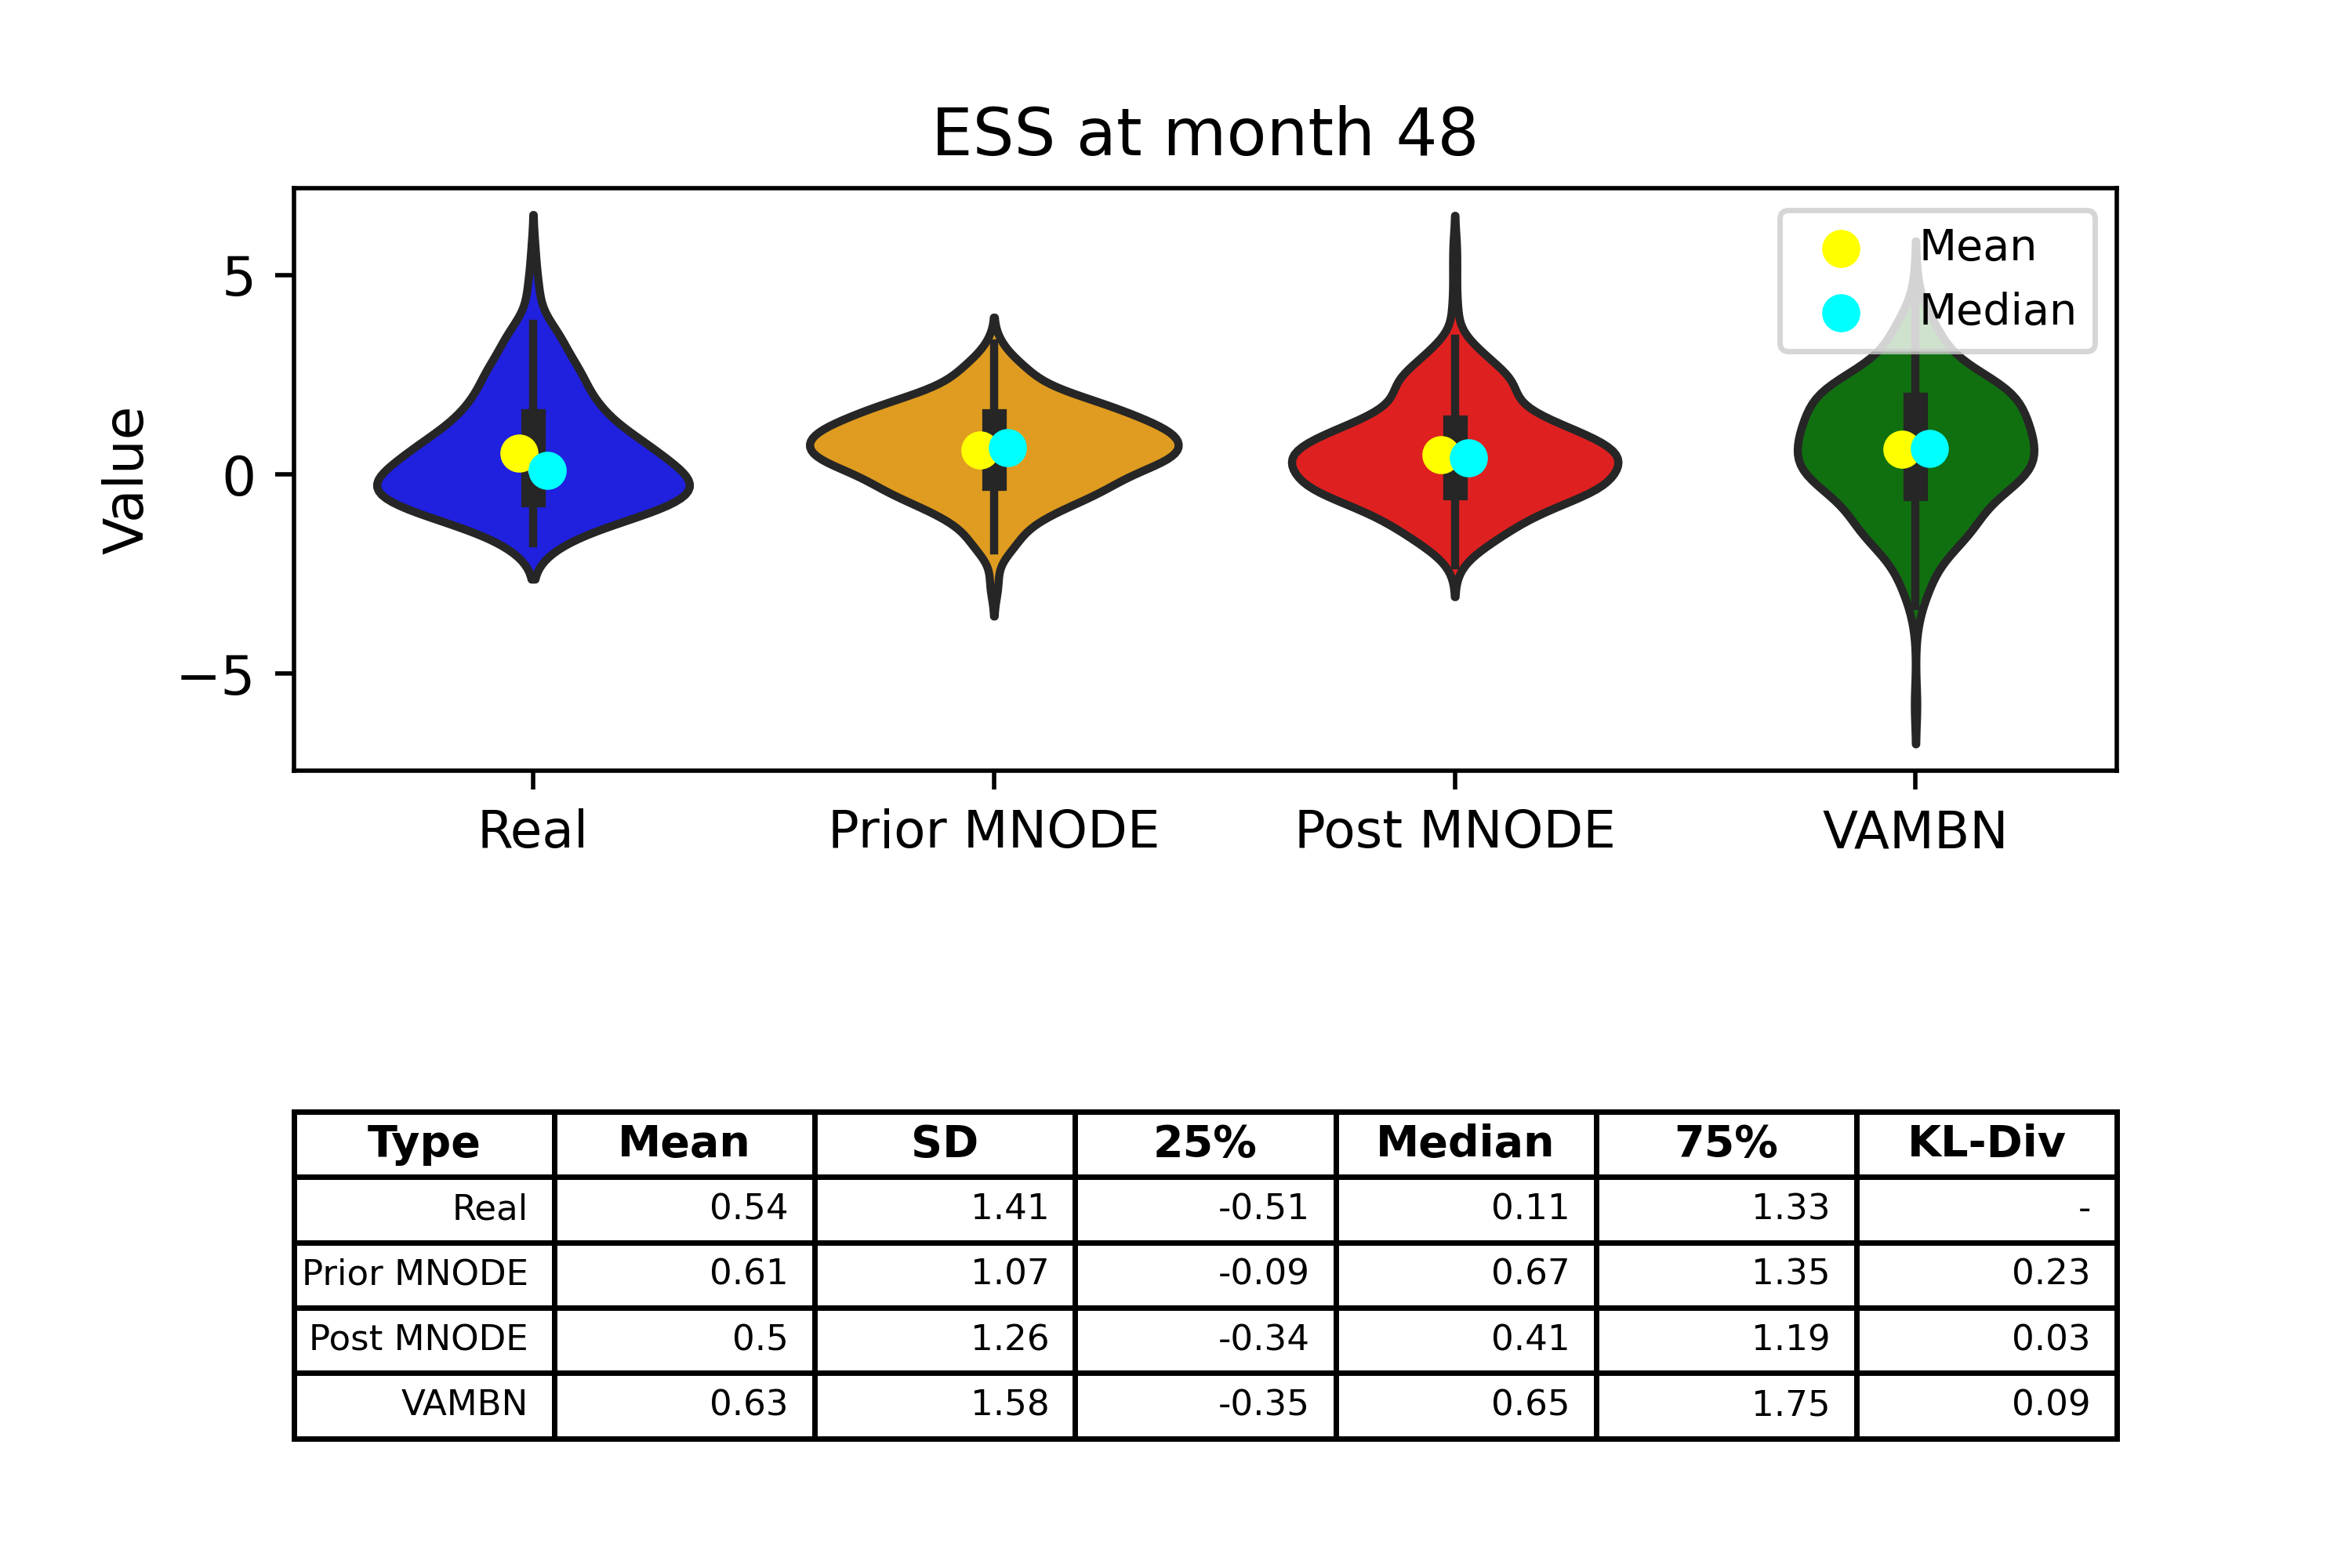 ESS at month 48
Value
5
0
−5
Mean
Median
Real Prior MNODE Post MNODE VAMBN
Type Mean SD 25% Median 75% KL-Div
Real 0.54 1.41 -0.51 0.11 1.33 -
Prior MNODE 0.61 1.07 -0.09 0.67 1.35 0.23
Post MNODE 0.5 1.26 -0.34 0.41 1.19 0.03
VAMBN 0.63 1.58 -0.35 0.65 1.75 0.09